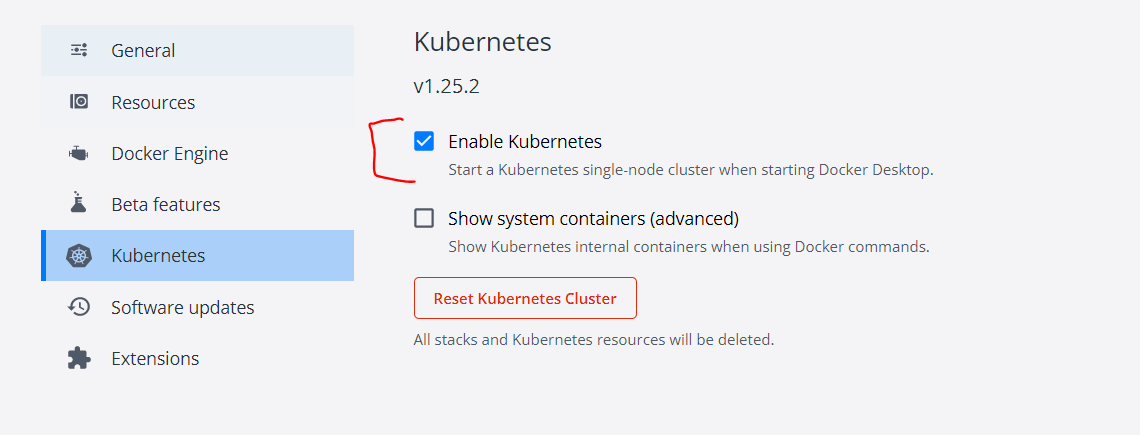 General
Resources
Docker Engine
Beta features
Kubernetes
Software updates
Extensions
Kubernetes
v1.25.2
Enable Kubernetes
Start a Kubernetes single-node cluster when starting Docker Desktop.
Show system containers (advanced)
Show Kubernetes internal containers when using Docker commands.
Reset Kubernetes Cluster
All stacks and Kubernetes resources will be deleted.